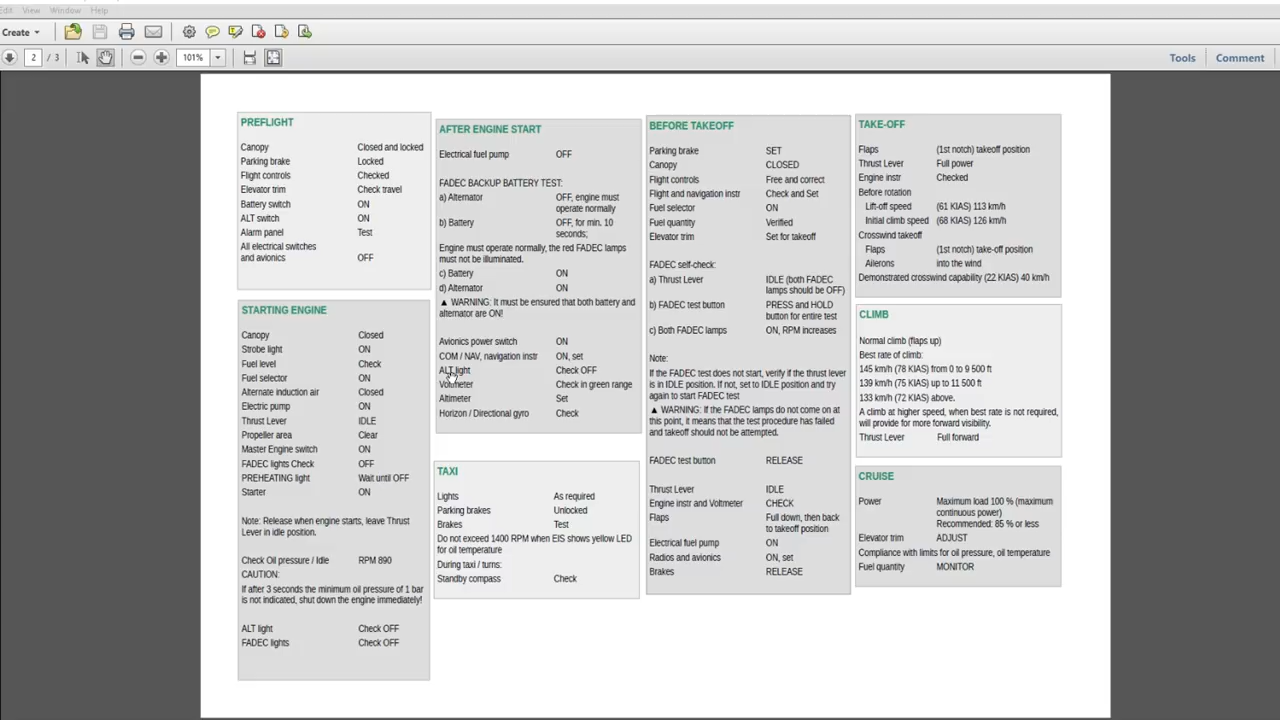 Edit View Window Help
Create
2 / 3 101% Tools Comment
PREFLIGHT
Canopy Closed and locked
Parking brake Locked
Flight controls Checked
Elevator trim Check travel
Battery switch ON
ALT switch ON
Alarm panel Test
All electrical switches
and avionics OFF
STARTING ENGINE
Canopy Closed
Strobe light ON
Fuel level Check
Fuel selector ON
Alternate induction air Closed
Electric pump ON
Thrust Lever IDLE
Propeller area Clear
Master Engine switch ON
FADEC lights Check OFF
PREHEATING light Wait until OFF
Starter ON
Note: Release when engine starts, leave Thrust
Lever in idle position.
Check Oil pressure / Idle RPM 890
CAUTION:
If after 3 seconds the minimum oil pressure of 1 bar
is not indicated, shut down the engine immediately!
ALT light Check OFF
FADEC lights Check OFF
AFTER ENGINE START
Electrical fuel pump OFF
FADEC BACKUP BATTERY TEST:
a) Alternator OFF, engine must
operate normally
b) Battery OFF, for min. 10
seconds;
Engine must operate normally, the red FADEC lamps
must not be illuminated.
c) Battery ON
d) Alternator ON
▲ WARNING: It must be ensured that both battery and
alternator are ON!
Avionics power switch ON
COM / NAV, navigation instr ON, set
ALT light Check OFF
Voltmeter Check in green range
Altimeter Set
Horizon / Directional gyro Check
TAXI
Lights As required
Parking brakes Unlocked
Brakes Test
Do not exceed 1400 RPM when EIS shows yellow LED
for oil temperature
During taxi / turns:
Standby compass Check
BEFORE TAKEOFF
Parking brake SET
Canopy CLOSED
Flight controls Free and correct
Flight and navigation instr Check and Set
Fuel selector ON
Fuel quantity Verified
Elevator trim Set for takeoff
FADEC self-check:
a) Thrust Lever IDLE (both FADEC
lamps should be OFF)
b) FADEC test button PRESS and HOLD
button for entire test
c) Both FADEC lamps ON, RPM increases
Note:
If the FADEC test does not start, verify if the thrust lever
is in IDLE position. If not, set to IDLE position and try
again to start FADEC test
▲ WARNING: If the FADEC lamps do not come on at
this point, it means that the test procedure has failed
and takeoff should not be attempted.
FADEC test button RELEASE
Thrust Lever IDLE
Engine instr and Voltmeter CHECK
Flaps Full down, then back
to takeoff position
Electrical fuel pump ON
Radios and avionics ON, set
Brakes RELEASE
TAKE-OFF
Flaps (1st notch) takeoff position
Thrust Lever Full power
Engine instr Checked
Before rotation
Lift-off speed (61 KIAS) 113 km/h
Initial climb speed (68 KIAS) 126 km/h
Crosswind takeoff
Flaps (1st notch) take-off position
Ailerons into the wind
Demonstrated crosswind capability (22 KIAS) 40 km/h
CLIMB
Normal climb (flaps up)
Best rate of climb:
145 km/h (78 KIAS) from 0 to 9 500 ft
139 km/h (75 KIAS) up to 11 500 ft
133 km/h (72 KIAS) above.
A climb at higher speed, when best rate is not required,
will provide for more forward visibility.
Thrust Lever Full forward
CRUISE
Power Maximum load 100 % (maximum
continuous power)
Recommended: 85 % or less
Elevator trim ADJUST
Compliance with limits for oil pressure, oil temperature
Fuel quantity MONITOR